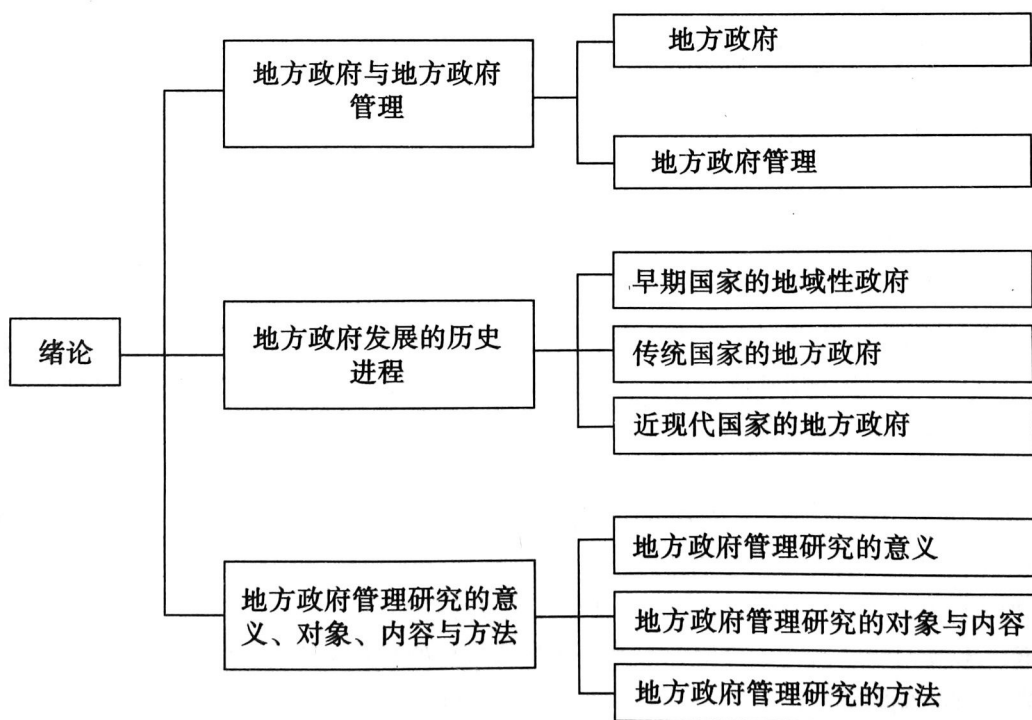 绪论
地方政府与地方政府
管理
地方政府
地方政府管理
地方政府发展的历史
进程
早期国家的地域性政府
传统国家的地方政府
近现代国家的地方政府
地方政府管理研究的意
义、对象、内容与方法
地方政府管理研究的意义
地方政府管理研究的对象与内容
地方政府管理研究的方法